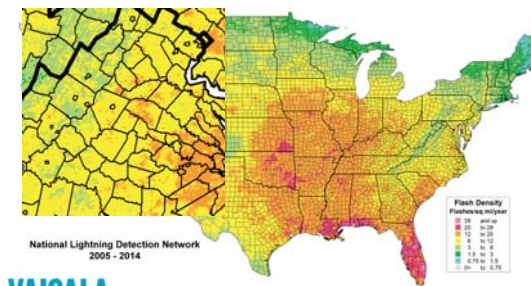 National Lightning Detection Network
2005 - 2014
VAISALA
Flash Density
Flashes/sq mi/year
28 and up
20 to 28
12 to 20
6 to 12
3 to 6
1.5 to 3
0.75 to 1.5
0+ to 0.75